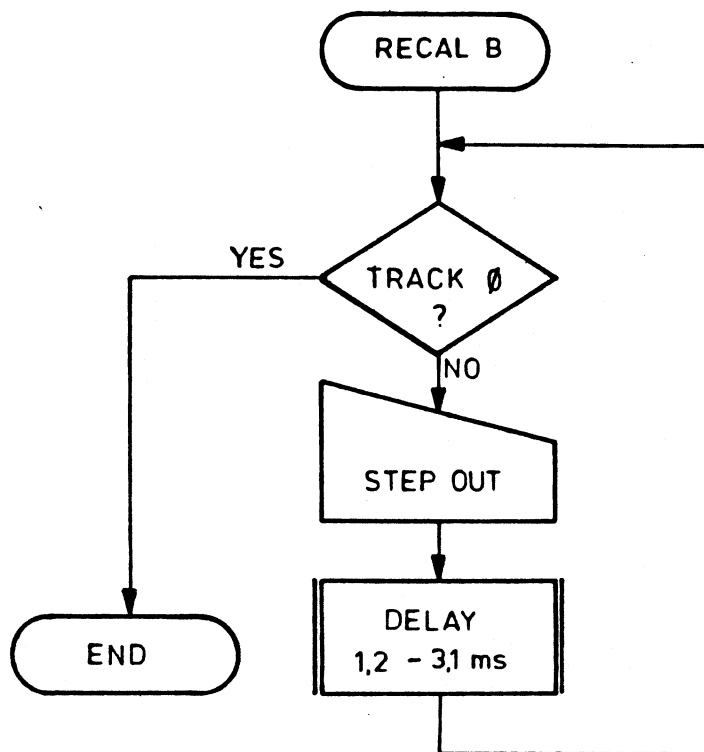 RECAL B
YES
TRACK Ø
?
NO
STEP OUT
DELAY
1,2 - 3,1 ms
END